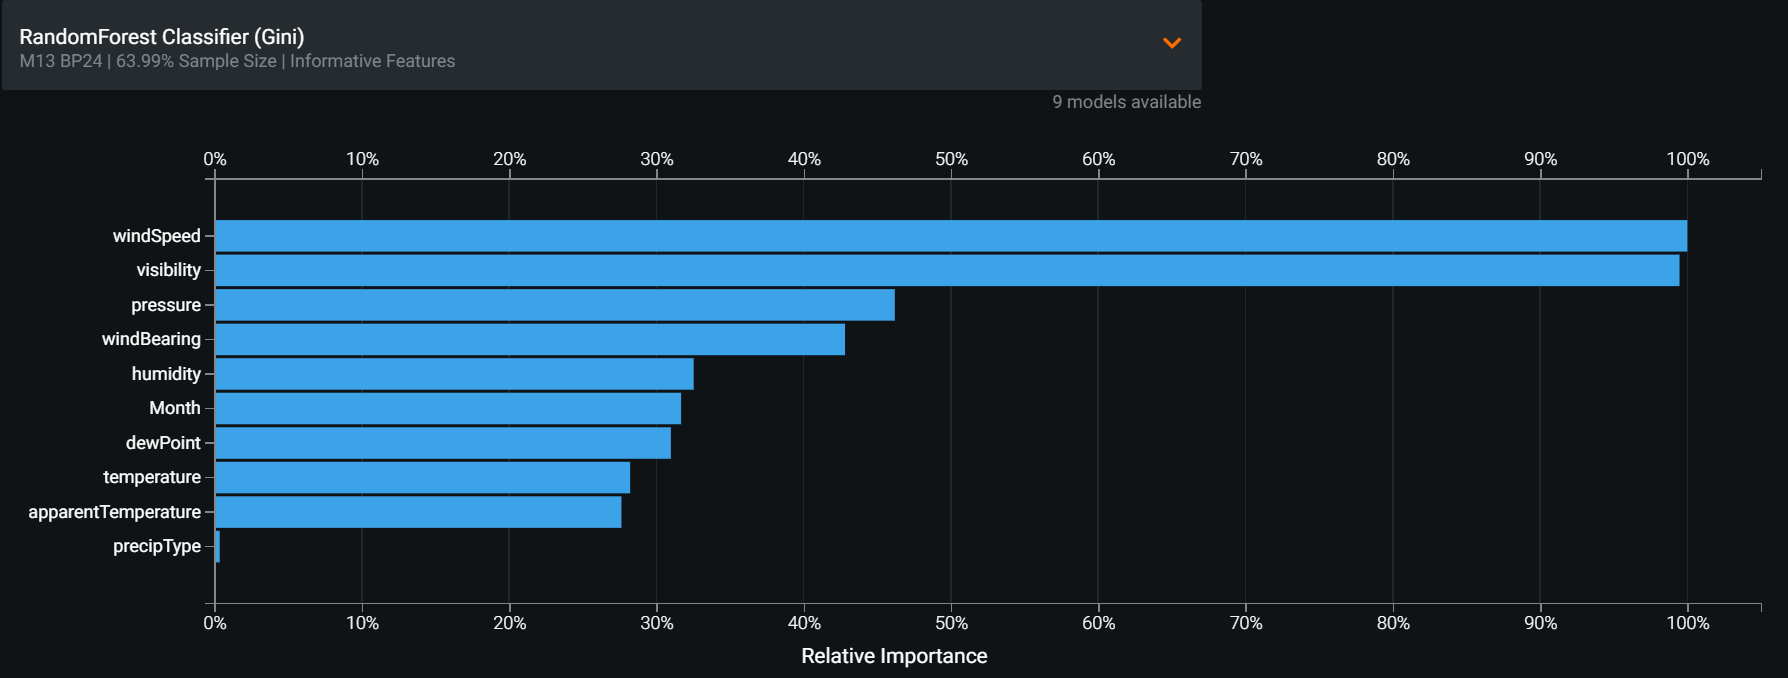 RandomForest Classifier (Gini)
M13 BP24 | 63.99% Sample Size | Informative Features
9 models available
0% 10% 20% 30% 40% 50% 60% 70% 80% 90% 100%
windSpeed
visibility
pressure
windBearing
humidity
Month
dewPoint
temperature
apparentTemperature
precipType
0% 10% 20% 30% 40% 50% 60% 70% 80% 90% 100%
Relative Importance